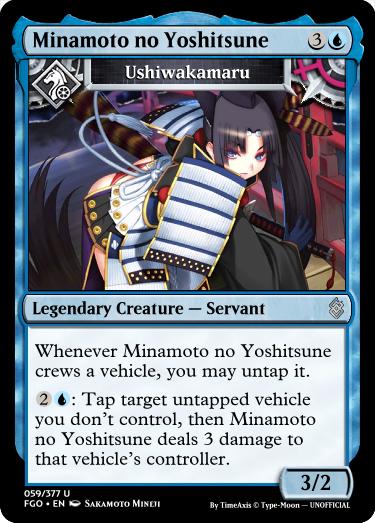 Minamoto no Yoshitsune 3
Ushiwakamaru
Legendary Creature — Servant
Whenever Minamoto no Yoshitsune
crews a vehicle, you may untap it.
2 : Tap target untapped vehicle
you don't control, then Minamoto
no Yoshitsune deals 3 damage to
that vehicle's controller.
3/2
059/377 U
FGO • EN Sakamoto Mineji
By TimeAxis © Type-Moon — UNOFFICIAL